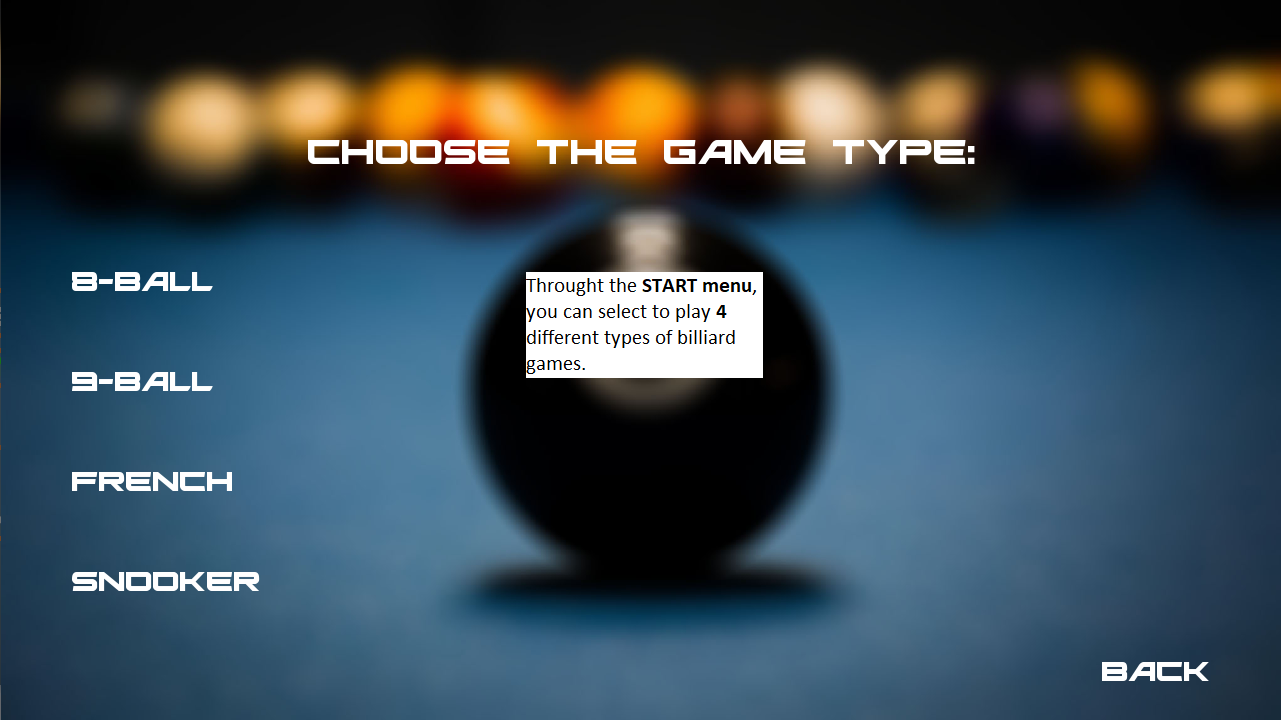 CHOOSE THE GAME TYPE:
8-BALL
Throught the START menu,
you can select to play 4
different types of billiard
games.
9-BALL
FRENCH
SNOOKER
BACK